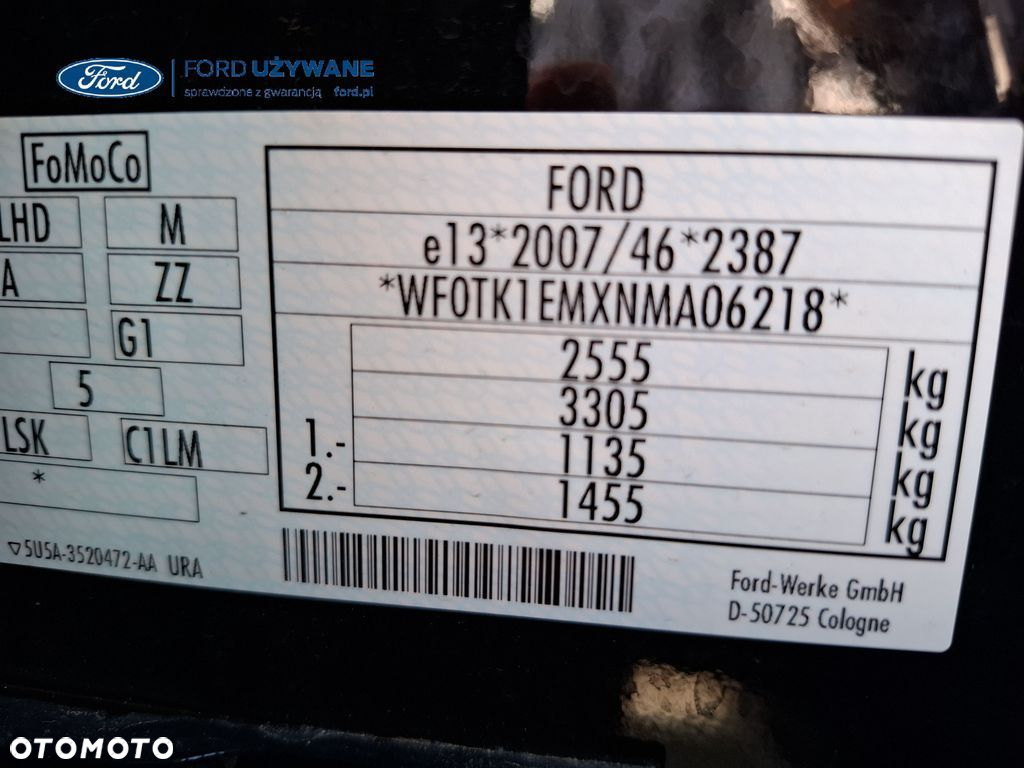 Ford
FORD UŻYWANE
sprawdzone z gwarancją ford.pl
FoMoCo
LHD M
A ZZ
G1
5
LSK C1LM
*
5U5A-3520472-AA URA
FORD
e13*2007/46*2387
*WF0TK1EMXNMA06218*
2555 kg
3305 kg
1.- 1135 kg
2.- 1455 kg
Ford-Werke GmbH
D-50725 Cologne
OTOMOTO